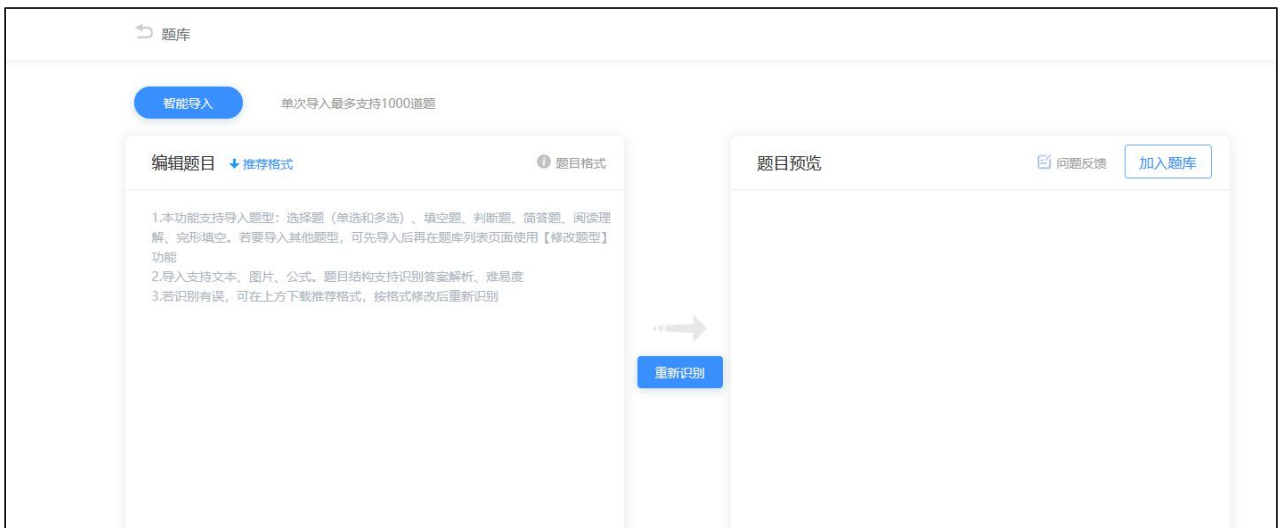 题库
智能导入 单次导入最多支持1000道题
编辑题目 推荐格式 题目格式 题目预览 问题反馈 加入题库
1.本功能支持导入题型：选择题（单选和多选）、填空题、判断题、简答题、阅读理
解、完形填空。若要导入其他题型，可先导入后再在题库列表页面使用【修改题型】
功能
2.导入支持文本、图片、公式。题目结构支持识别答案解析、难易度
3.若识别有误，可在上方下载推荐格式，按格式修改后重新识别
重新识别